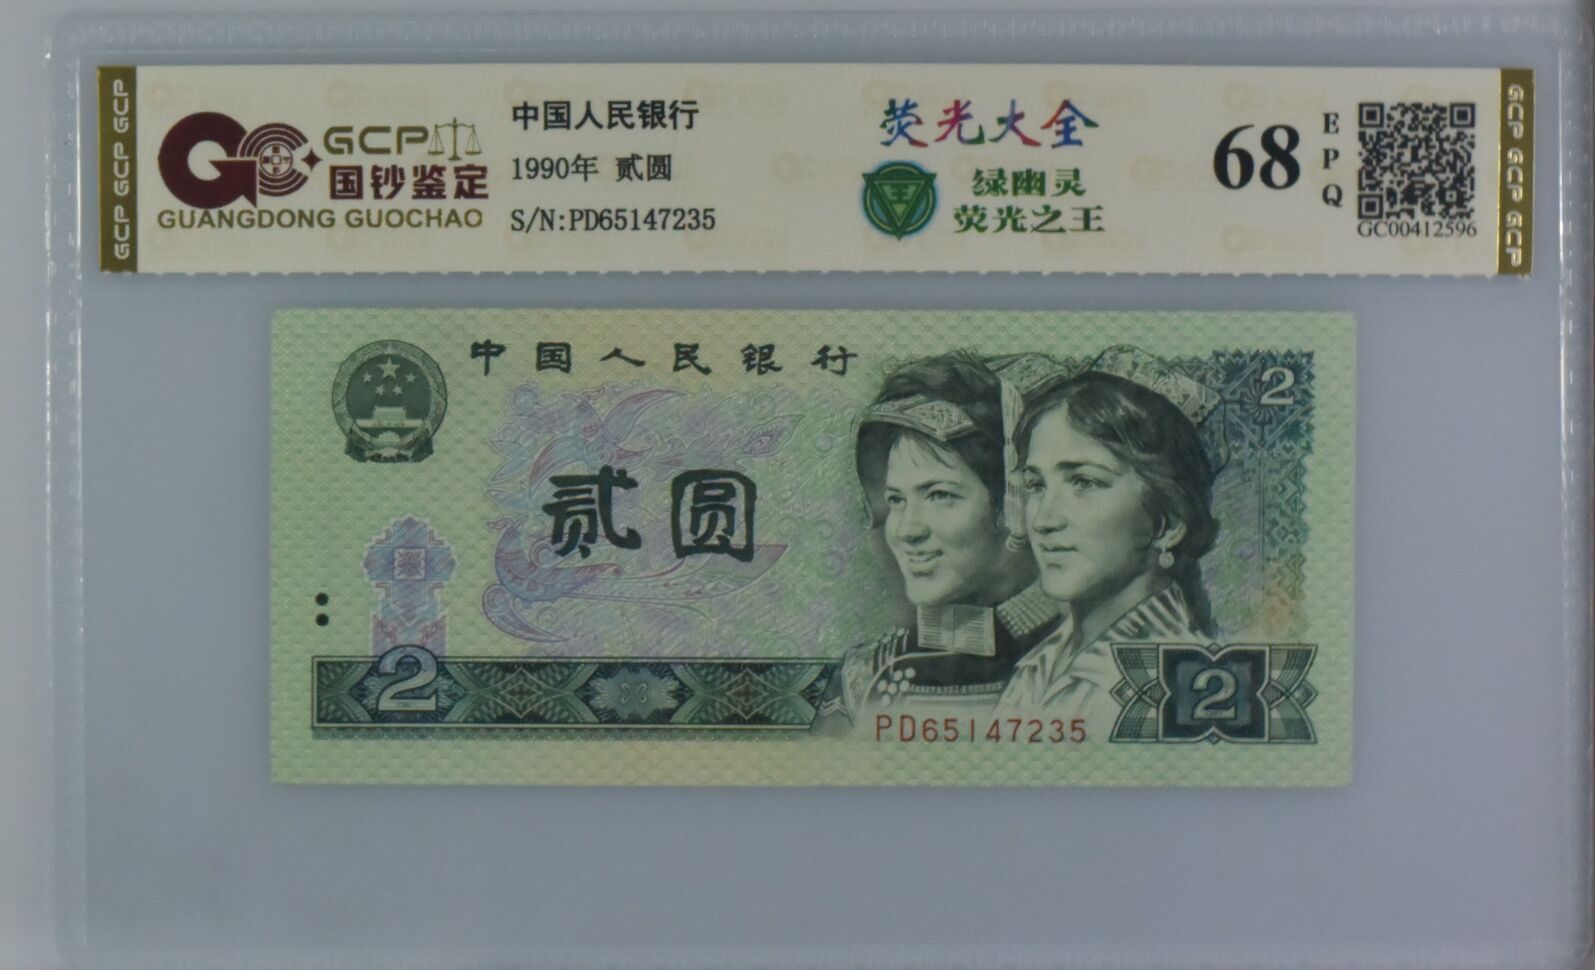 GCP GCP GCP
GCP
国钞鉴定
GUANGDONG GUOCHAO
中国人民银行
1990年 贰圆
S/N:PD65147235
荧光大全
王
绿幽灵
荧光之王
68
E
P
Q
GC00412596
GCP GCP GCP
中国人民银行
2
贰圆
2
PD65147235
2